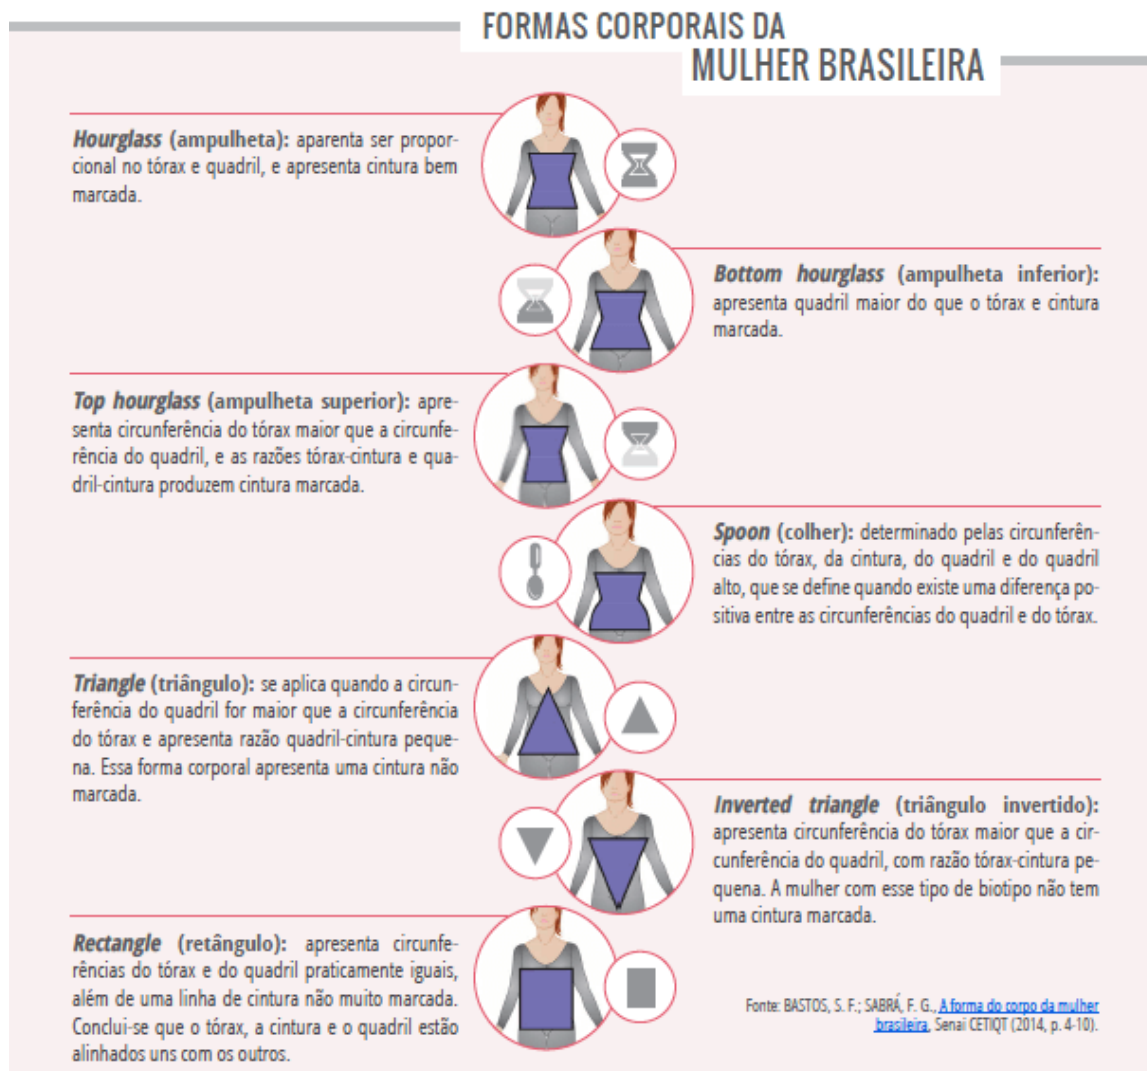 FORMAS CORPORAIS DA
MULHER BRASILEIRA
Hourglass (ampulheta): aparenta ser propor-
cional no tórax e quadril, e apresenta cintura bem
marcada.
Bottom hourglass (ampulheta inferior):
apresenta quadril maior do que o tórax e cintura
marcada.
Top hourglass (ampulheta superior): apre-
senta circunferência do tórax maior que a circunfe-
rência do quadril, e as razões tórax-cintura e qua-
dril-cintura produzem cintura marcada.
Spoon (colher): determinado pelas circunferên-
cias do tórax, da cintura, do quadril e do quadril
alto, que se define quando existe uma diferença po-
sitiva entre as circunferências do quadril e do tórax.
Triangle (triângulo): se aplica quando a circun-
ferência do quadril for maior que a circunferência
do tórax e apresenta razão quadril-cintura peque-
na. Essa forma corporal apresenta uma cintura não
marcada.
Inverted triangle (triângulo invertido):
apresenta circunferência do tórax maior que a cir-
cunferência do quadril, com razão tórax-cintura pe-
quena. A mulher com esse tipo de biotipo não tem
uma cintura marcada.
Rectangle (retângulo): apresenta circunfe-
rências do tórax e do quadril praticamente iguais,
além de uma linha de cintura não muito marcada.
Conclui-se que o tórax, a cintura e o quadril estão
alinhados uns com os outros.
Fonte: BASTOS, S. F.; SABRÁ, F. G., A forma do corpo da mulher
brasileira, Senai CETIQT (2014, p. 4-10).